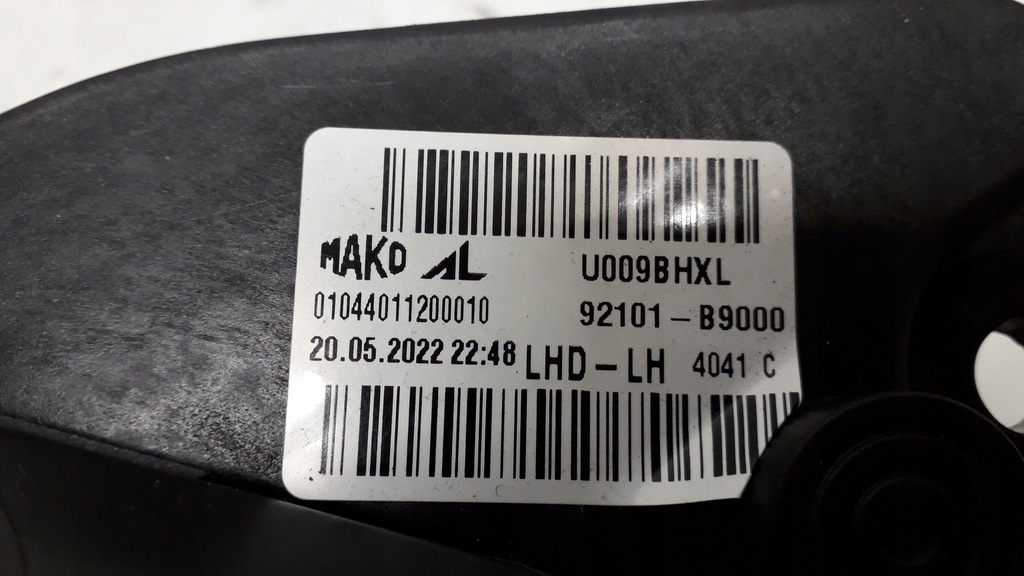 MAKO AL U009BHXL
01044011200010 92101-B9000
20.05.2022 22:48 LHD-LH 4041 C